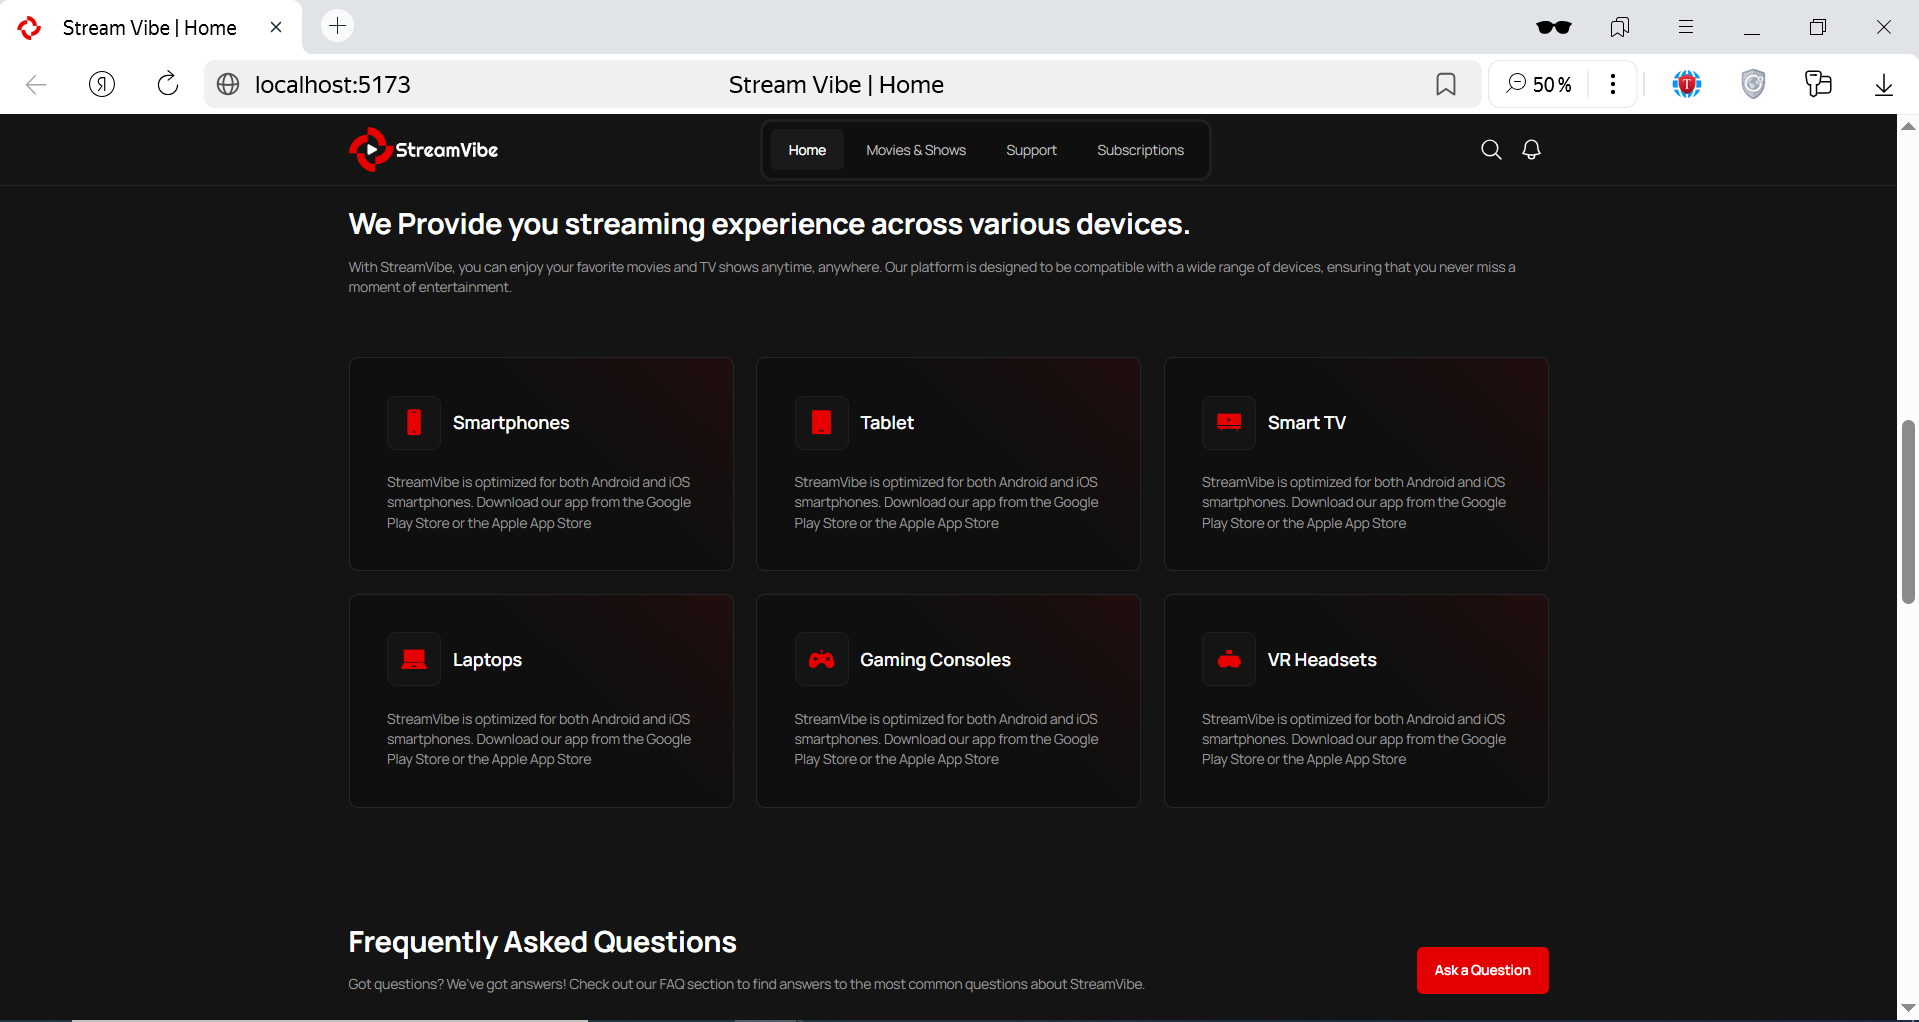 Stream Vibe | Home
Я
localhost:5173
Stream Vibe | Home
50 %
T
StreamVibe
Home
Movies & Shows
Support
Subscriptions
We Provide you streaming experience across various devices.
With StreamVibe, you can enjoy your favorite movies and TV shows anytime, anywhere. Our platform is designed to be compatible with a wide range of devices, ensuring that you never miss a
moment of entertainment.
Smartphones
StreamVibe is optimized for both Android and iOS
smartphones. Download our app from the Google
Play Store or the Apple App Store
Tablet
StreamVibe is optimized for both Android and iOS
smartphones. Download our app from the Google
Play Store or the Apple App Store
Smart TV
StreamVibe is optimized for both Android and iOS
smartphones. Download our app from the Google
Play Store or the Apple App Store
Laptops
StreamVibe is optimized for both Android and iOS
smartphones. Download our app from the Google
Play Store or the Apple App Store
Gaming Consoles
StreamVibe is optimized for both Android and iOS
smartphones. Download our app from the Google
Play Store or the Apple App Store
VR Headsets
StreamVibe is optimized for both Android and iOS
smartphones. Download our app from the Google
Play Store or the Apple App Store
Frequently Asked Questions
Got questions? We've got answers! Check out our FAQ section to find answers to the most common questions about StreamVibe.
Ask a Question